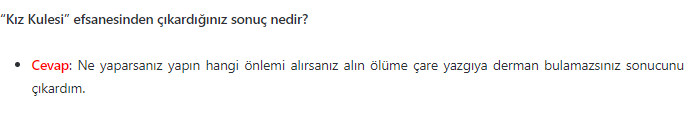 “Kız Kulesi” efsanesinden çıkardığınız sonuç nedir?
• Cevap: Ne yaparsanız yapın hangi önlemi alırsanız alın ölüme çare yazgıya derman bulamazsınız sonucunu
çıkardım.